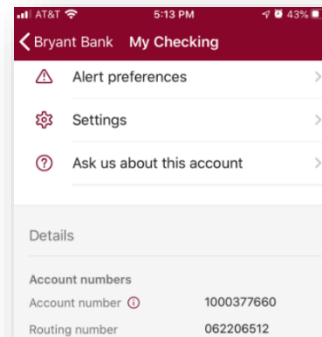 AT&T 5:13 PM 43%
Bryant Bank My Checking
Alert preferences
Settings
Ask us about this account
Details
Account numbers
Account number 1000377660
Routing number 062206512